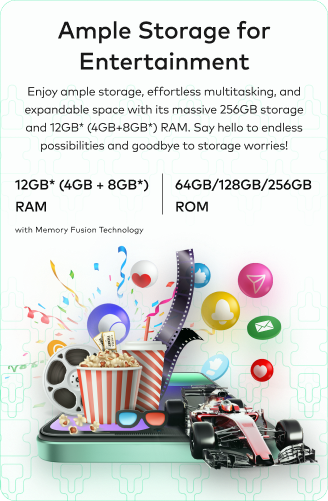 Ample Storage for
Entertainment
Enjoy ample storage, effortless multitasking, and
expandable space with its massive 256GB storage
and 12GB* (4GB+8GB*) RAM. Say hello to endless
possibilities and goodbye to storage worries!
12GB* (4GB + 8GB*)
RAM
with Memory Fusion Technology
64GB/128GB/256GB
ROM